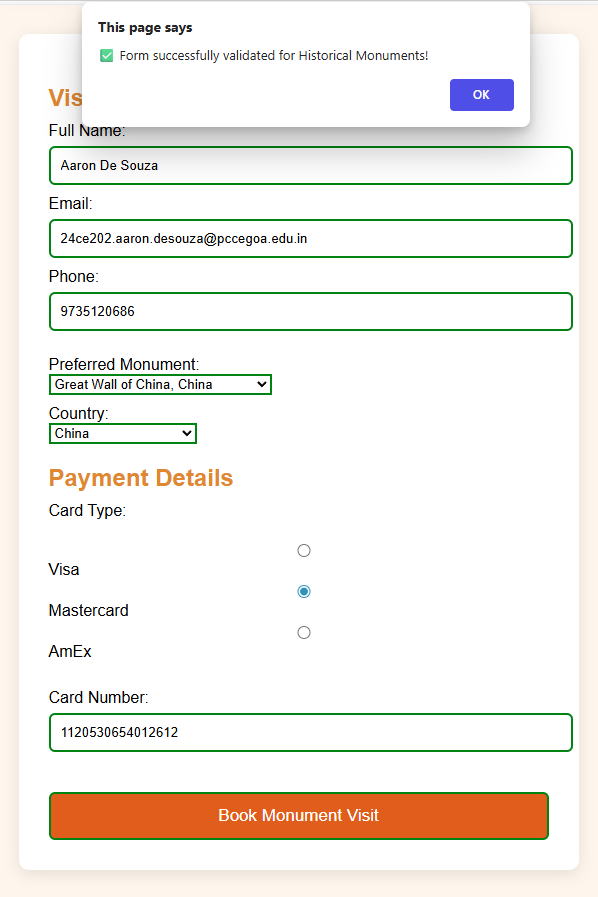 This page says
✅ Form successfully validated for Historical Monuments!
OK
Full Name:
Aaron De Souza
Email:
24ce202.aaron.desouza@pccegoa.edu.in
Phone:
9735120686
Preferred Monument:
Great Wall of China, China
Country:
China
Payment Details
Card Type:
Visa
Mastercard
AmEx
Card Number:
1120530654012612
Book Monument Visit